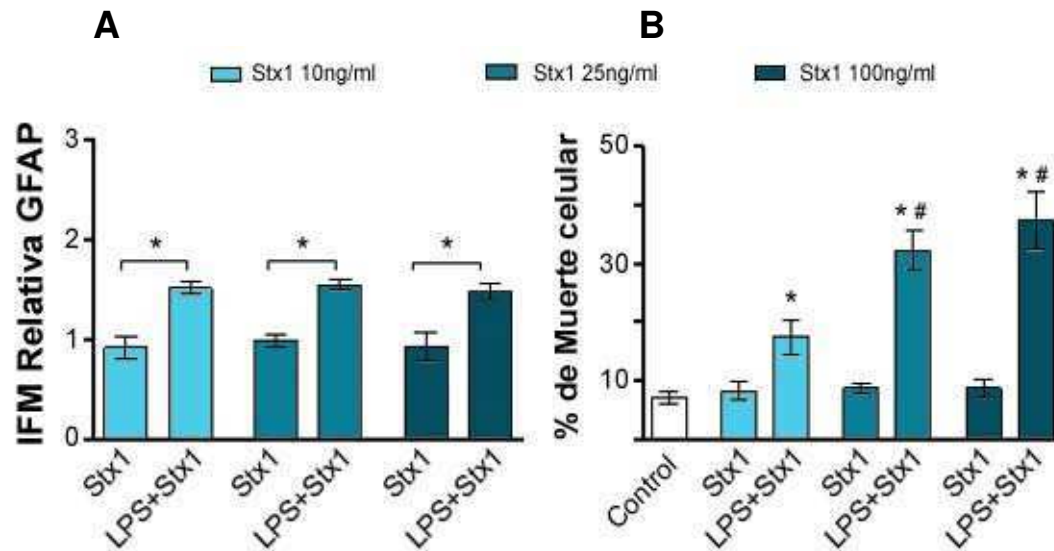 A B
Stx1 10ng/ml Stx1 25ng/ml Stx1 100ng/ml
IFM Relativa GFAP
3
2
1
0
* * *
Stx1 LPS+Stx1 Stx1 LPS+Stx1 Stx1 LPS+Stx1
% de Muerte celular
50
30
10
* * # * #
Control Stx1 LPS+Stx1 Stx1 LPS+Stx1 Stx1 LPS+Stx1